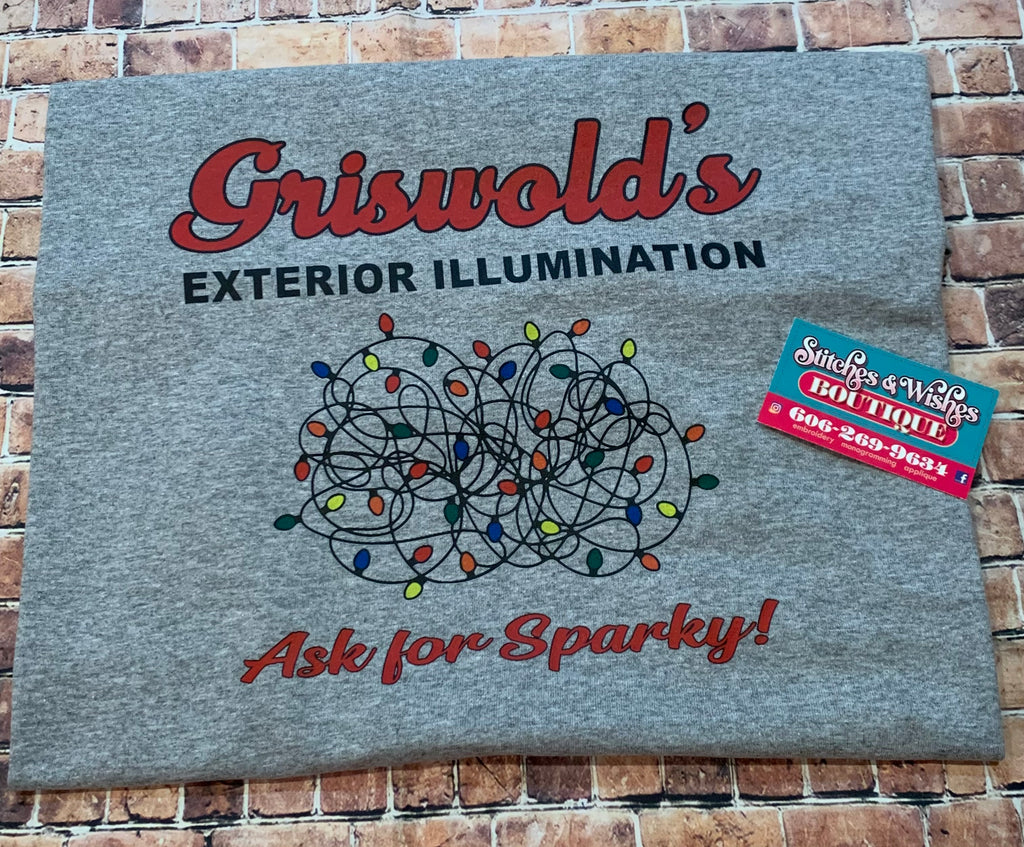 Griswold's
EXTERIOR ILLUMINATION
Ask for Sparky!
Stitches & Wishes
BOUTIQUE
606-269-9634
embroidery monogramming applique
f